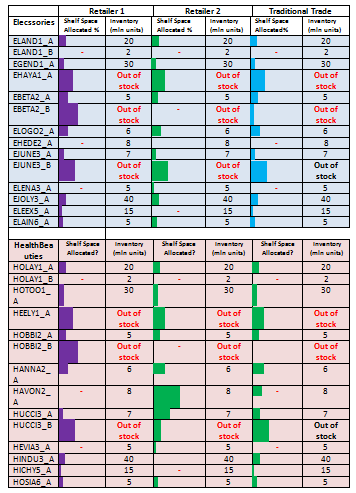 Retailer 1 Retailer 2 Traditional Trade
Elessories Shelf Space Allocated % Inventory (mln units) Shelf Space Allocated% Inventory (mln units) Shelf Space Allocated% Inventory (mln units)
ELAND1_A 20 20 20
ELAND1_B - 2 2 - 2
EGEND1_A 30 30 30
EHAYA1_A Out of stock Out of stock Out of stock
EBETA2_A 5 5 5
EBETA2_B Out of stock - Out of stock Out of stock
ELOGO2_A 6 6 6
EHEDE2_A - 8 8 - 8
EJUNE3_A 7 7 7
EJUNE3_B Out of stock Out of stock Out of stock
ELENA3_A - 5 5 - 5
EJOLY3_A 40 40 40
ELEEX5_A 15 - 15 15
ELAIN6_A 5 5 5
HealthBeauties Shelf Space Allocated? Inventory (mln units) Shelf Space Allocated? Inventory (mln units) Shelf Space Allocated? Inventory (mln units)
HOLAY1_A 20 20 20
HOLAY1_B - 2 - 2 - 2
HOTOO1_A 30 30 30
HEELY1_A Out of stock Out of stock Out of stock
HOBBI2_A 5 5 5
HOBBI2_B Out of stock - Out of stock Out of stock
HANNA2_A 6 6 6
HAVON2_A - 8 8 - 8
HUCCI3_A 7 7 7
HUCCI3_B Out of stock Out of stock Out of stock
HEVIA3_A - 5 5 - 5
HINDU3_A 40 40 40
HICHY5_A 15 - 15 15
HOSIA6_A 5 5 5